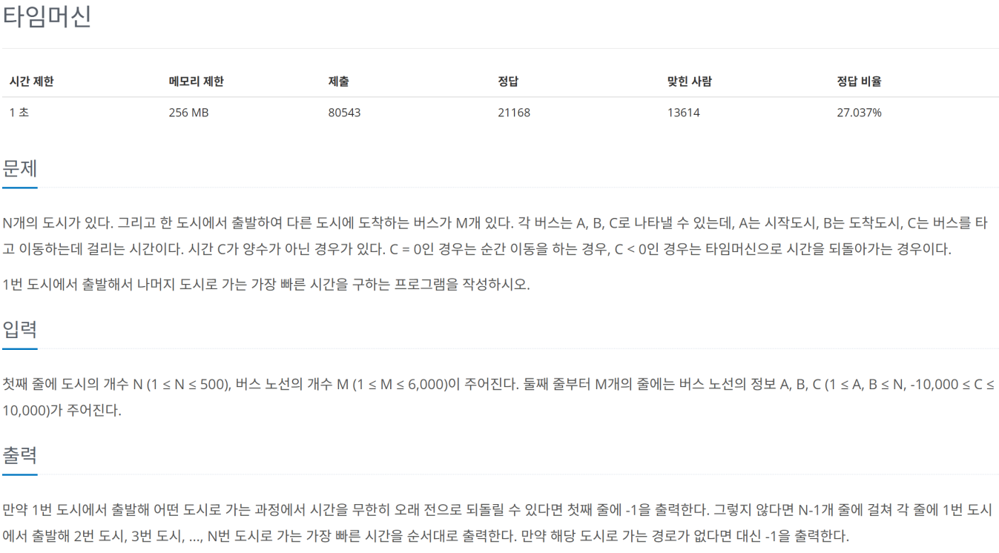 타임머신
시간 제한 메모리 제한 제출 정답 맞힌 사람 정답 비율
1 초 256 MB 80543 21168 13614 27.037%
문제
N개의 도시가 있다. 그리고 한 도시에서 출발하여 다른 도시에 도착하는 버스가 M개 있다. 각 버스는 A, B, C로 나타낼 수 있는데, A는 시작도시, B는 도착도시, C는 버스를 타
고 이동하는데 걸리는 시간이다. 시간 C가 양수가 아닌 경우가 있다. C = 0인 경우는 순간 이동을 하는 경우, C < 0인 경우는 타임머신으로 시간을 되돌아가는 경우이다.
1번 도시에서 출발해서 나머지 도시로 가는 가장 빠른 시간을 구하는 프로그램을 작성하시오.
입력
첫째 줄에 도시의 개수 N (1 ≤ N ≤ 500), 버스 노선의 개수 M (1 ≤ M ≤ 6,000)이 주어진다. 둘째 줄부터 M개의 줄에는 버스 노선의 정보 A, B, C (1 ≤ A, B ≤ N, -10,000 ≤ C ≤
10,000)가 주어진다.
출력
만약 1번 도시에서 출발해 어떤 도시로 가는 과정에서 시간을 무한히 오래 전으로 되돌릴 수 있다면 첫째 줄에 -1을 출력한다. 그렇지 않다면 N-1개 줄에 걸쳐 각 줄에 1번 도시
에서 출발해 2번 도시, 3번 도시, ..., N번 도시로 가는 가장 빠른 시간을 순서대로 출력한다. 만약 해당 도시로 가는 경로가 없다면 대신 -1을 출력한다.